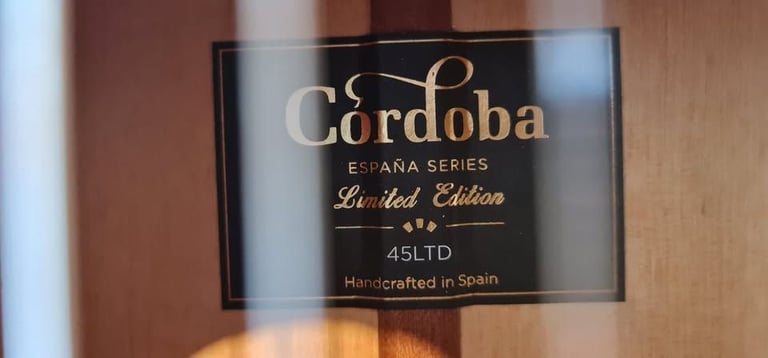 Córdoba
ESPAÑA SERIES
Limited Edition
45LTD
Handcrafted in Spain